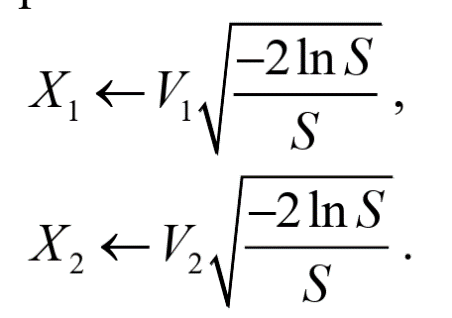 X₁ ← V₁√(−2 ln S / S) ,
X₂ ← V₂√(−2 ln S / S) .